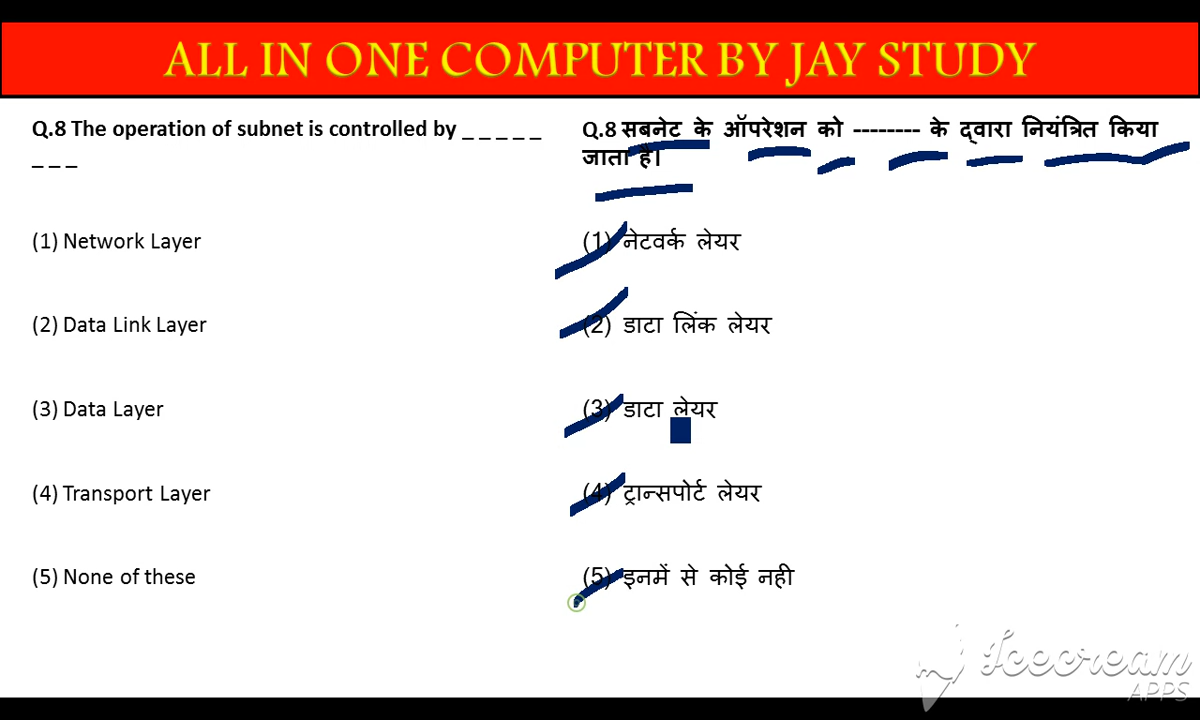 ALL IN ONE COMPUTER BY JAY STUDY
Q.8 The operation of subnet is controlled by _ _ _ _ _
_ _ _
(1) Network Layer
(2) Data Link Layer
(3) Data Layer
(4) Transport Layer
(5) None of these
Q.8 सबनेट के ऑपरेशन को -------- के द्वारा नियंत्रित किया
जाता है।
(1) नेटवर्क लेयर
(2) डाटा लिंक लेयर
(3) डाटा लेयर
(4) ट्रान्सपोर्ट लेयर
(5) इनमें से कोई नही
Icecream
APPS